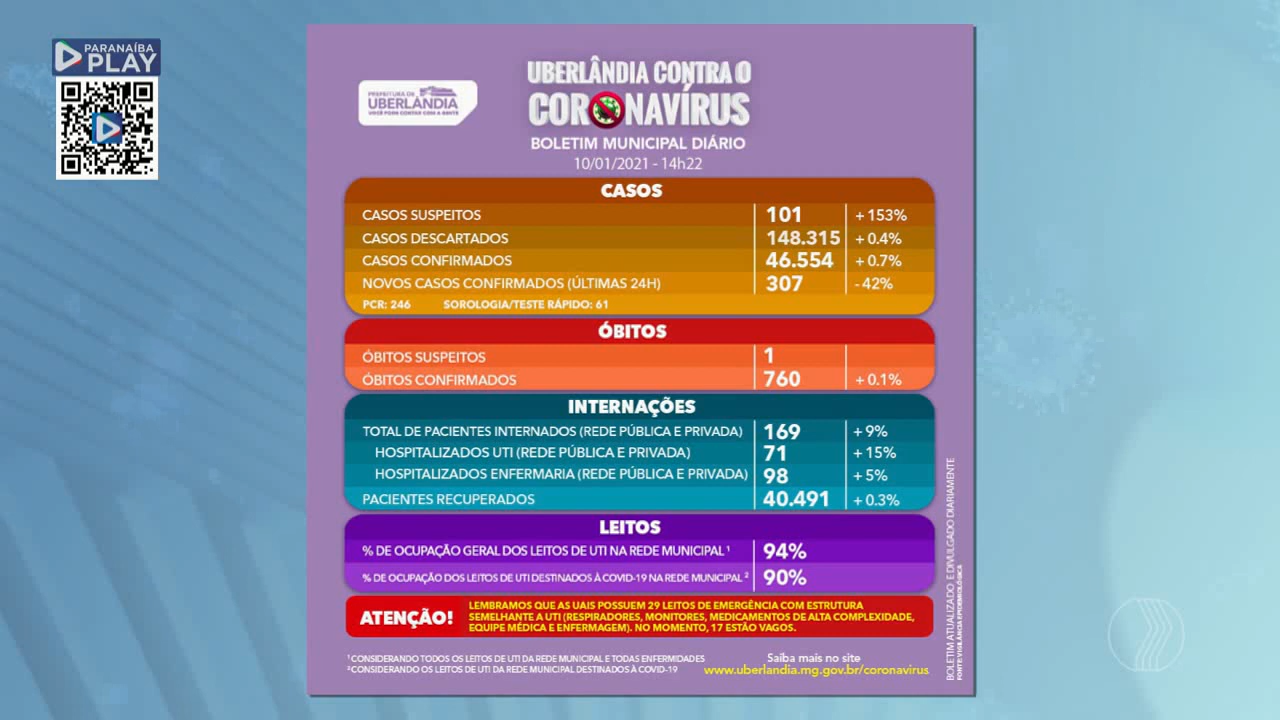 PARANAÍBA
PLAY
PREFEITURA DE
UBERLÂNDIA
VOCÊ PODE CONTAR COM A GENTE
UBERLÂNDIA CONTRA O
CORONAVÍRUS
BOLETIM MUNICIPAL DIÁRIO
10/01/2021 - 14h22
CASOS
CASOS SUSPEITOS 101 + 153%
CASOS DESCARTADOS 148.315 + 0.4%
CASOS CONFIRMADOS 46.554 + 0.7%
NOVOS CASOS CONFIRMADOS (ÚLTIMAS 24H) 307 - 42%
PCR: 246 SOROLOGIA/TESTE RÁPIDO: 61
ÓBITOS
ÓBITOS SUSPEITOS 1
ÓBITOS CONFIRMADOS 760 + 0.1%
INTERNAÇÕES
TOTAL DE PACIENTES INTERNADOS (REDE PÚBLICA E PRIVADA) 169 + 9%
HOSPITALIZADOS UTI (REDE PÚBLICA E PRIVADA) 71 + 15%
HOSPITALIZADOS ENFERMARIA (REDE PÚBLICA E PRIVADA) 98 + 5%
PACIENTES RECUPERADOS 40.491 + 0.3%
LEITOS
% DE OCUPAÇÃO GERAL DOS LEITOS DE UTI NA REDE MUNICIPAL ¹ 94%
% DE OCUPAÇÃO DOS LEITOS DE UTI DESTINADOS À COVID-19 NA REDE MUNICIPAL ² 90%
ATENÇÃO!
LEMBRAMOS QUE AS UAIS POSSUEM 29 LEITOS DE EMERGÊNCIA COM ESTRUTURA
SEMELHANTE A UTI (RESPIRADORES, MONITORES, MEDICAMENTOS DE ALTA COMPLEXIDADE,
EQUIPE MÉDICA E ENFERMAGEM). NO MOMENTO, 17 ESTÃO VAGOS.
¹ CONSIDERANDO TODOS OS LEITOS DE UTI DA REDE MUNICIPAL E TODAS ENFERMIDADES
² CONSIDERANDO OS LEITOS DE UTI DA REDE MUNICIPAL DESTINADOS À COVID-19
Saiba mais no site
www.uberlandia.mg.gov.br/coronavirus
BOLETIM ATUALIZADO E DIVULGADO DIARIAMENTE
FONTE: VIGILÂNCIA EPIDEMIOLÓGICA